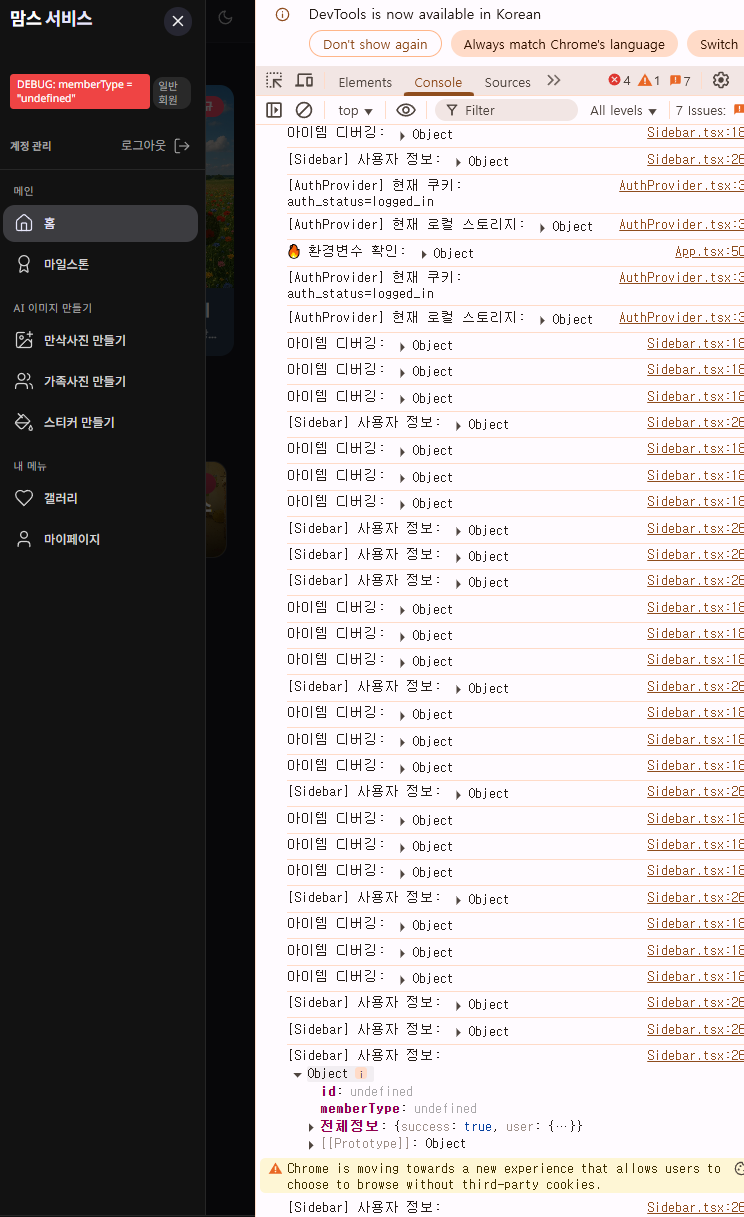 맘스 서비스
DEBUG: memberType =
"undefined"
일반
회원
계정 관리
로그아웃
메인
홈
마일스톤
AI 이미지 만들기
만삭사진 만들기
가족사진 만들기
스티커 만들기
내 메뉴
갤러리
마이페이지
DevTools is now available in Korean
Don't show again
Always match Chrome's language
Switch
Elements
Console
Sources
4
1
7
top
Filter
All levels
7 Issues:
아이템 디버깅: Object Sidebar.tsx:18
[Sidebar] 사용자 정보: Object Sidebar.tsx:26
[AuthProvider] 현재 쿠키: AuthProvider.tsx:3
auth_status=logged_in
[AuthProvider] 현재 로컬 스토리지: Object AuthProvider.tsx:3
🔥 환경변수 확인: Object App.tsx:50
[AuthProvider] 현재 쿠키: AuthProvider.tsx:3
auth_status=logged_in
[AuthProvider] 현재 로컬 스토리지: Object AuthProvider.tsx:3
아이템 디버깅: Object Sidebar.tsx:18
아이템 디버깅: Object Sidebar.tsx:18
아이템 디버깅: Object Sidebar.tsx:18
[Sidebar] 사용자 정보: Object Sidebar.tsx:26
아이템 디버깅: Object Sidebar.tsx:18
아이템 디버깅: Object Sidebar.tsx:18
아이템 디버깅: Object Sidebar.tsx:18
[Sidebar] 사용자 정보: Object Sidebar.tsx:26
[Sidebar] 사용자 정보: Object Sidebar.tsx:26
[Sidebar] 사용자 정보: Object Sidebar.tsx:26
아이템 디버깅: Object Sidebar.tsx:18
아이템 디버깅: Object Sidebar.tsx:18
아이템 디버깅: Object Sidebar.tsx:18
[Sidebar] 사용자 정보: Object Sidebar.tsx:26
아이템 디버깅: Object Sidebar.tsx:18
아이템 디버깅: Object Sidebar.tsx:18
아이템 디버깅: Object Sidebar.tsx:18
[Sidebar] 사용자 정보: Object Sidebar.tsx:26
아이템 디버깅: Object Sidebar.tsx:18
아이템 디버깅: Object Sidebar.tsx:18
아이템 디버깅: Object Sidebar.tsx:18
[Sidebar] 사용자 정보: Object Sidebar.tsx:26
아이템 디버깅: Object Sidebar.tsx:18
아이템 디버깅: Object Sidebar.tsx:18
아이템 디버깅: Object Sidebar.tsx:18
[Sidebar] 사용자 정보: Object Sidebar.tsx:26
[Sidebar] 사용자 정보: Object Sidebar.tsx:26
[Sidebar] 사용자 정보: Sidebar.tsx:26
Object i
id: undefined
memberType: undefined
전체정보: {success: true, user: {…}}
[[Prototype]]: Object
Chrome is moving towards a new experience that allows users to
choose to browse without third-party cookies.
[Sidebar] 사용자 정보: Sidebar.tsx:26